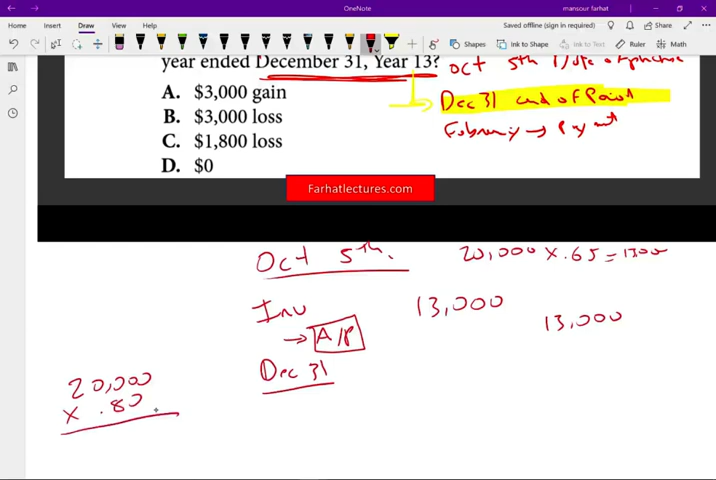 OneNote
mansour farhat
Home Insert Draw View Help Saved offline (sign in required) Share
Shapes Ink to Shape Ink to Text Ruler Math
year ended December 31, Year 13?
A. $3,000 gain
B. $3,000 loss
C. $1,800 loss
D. $0
Oct 5th
Dec 31 end of
Farhatlectures.com
Oct 5th. 20,000 x .65 = 1300
Inv 13,000
→ A/P 13,000
Dec 31
20,000
x .80